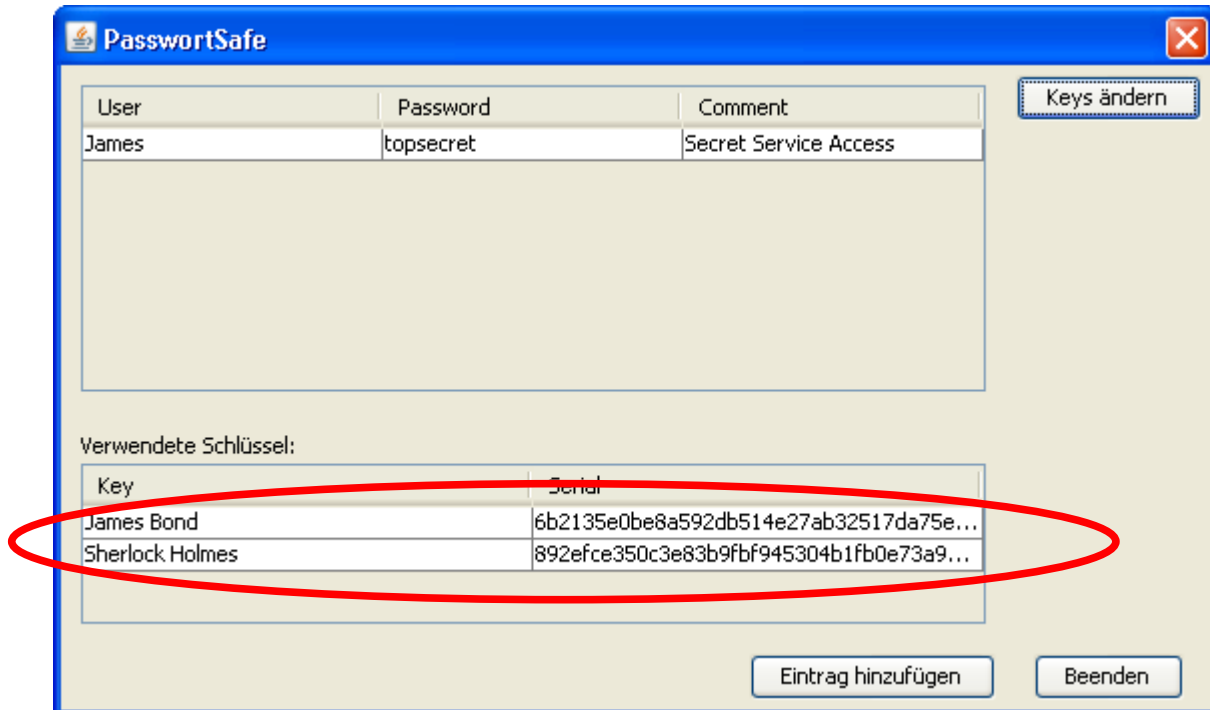 PasswortSafe
User Password Comment Keys ändern
James topsecret Secret Service Access
Verwendete Schlüssel:
Key Serial
James Bond 6b2135e0be8a592db514e27ab32517da75e...
Sherlock Holmes 892efce350c3e83b9fbf945304b1fb0e73a9...
Eintrag hinzufügen Beenden